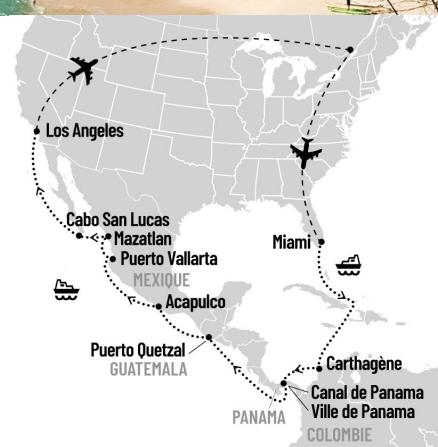 Los Angeles
Cabo San Lucas
Mazatlan
Puerto Vallarta
MEXIQUE
Miami
Acapulco
Puerto Quetzal
GUATEMALA
Carthagène
Canal de Panama
Ville de Panama
PANAMA
COLOMBIE